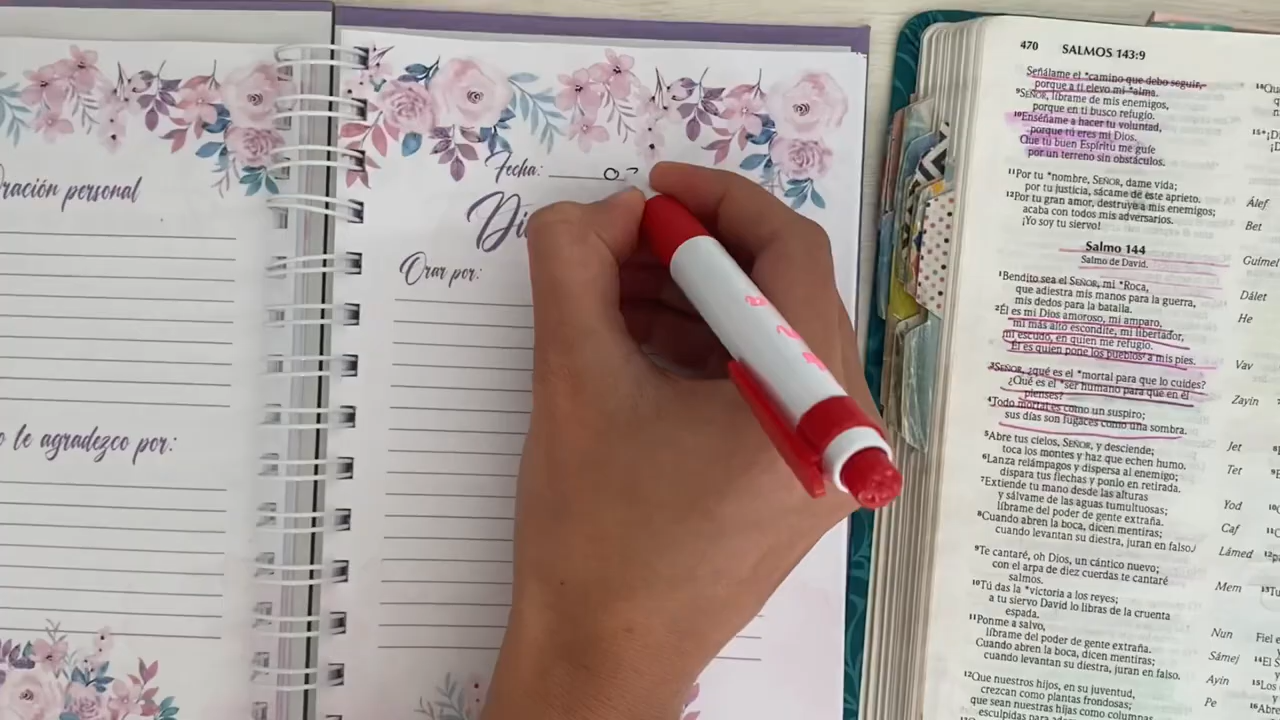 Oración personal
o le agradezco por:
Fecha: 07
Orar por:
470 SALMOS 143:9
Señálame el *camino que debo seguir,
porque a ti elevo mi *alma.
⁹SEÑOR, líbrame de mis enemigos,
porque en ti busco refugio.
¹⁰Enséñame a hacer tu voluntad,
porque tú eres mi Dios.
Que tu buen Espíritu me guíe
por un terreno sin obstáculos.
¹¹Por tu *nombre, SEÑOR, dame vida;
por tu justicia, sácame de este aprieto.
¹²Por tu gran amor, destruye a mis enemigos;
acaba con todos mis adversarios.
¡Yo soy tu siervo!
Salmo 144
Salmo de David.
¹Bendito sea el SEÑOR, mi *Roca,
que adiestra mis manos para la guerra,
mis dedos para la batalla.
²Él es mi Dios amoroso, mi amparo,
mi más alto escondite, mi libertador,
mi escudo, en quien me refugio.
Él es quien pone los pueblos a mis pies.
³SEÑOR, ¿qué es el *mortal para que lo cuides?
¿Qué es el *ser humano para que en él
pienses?
⁴Todo mortal es como un suspiro;
sus días son fugaces como una sombra.
⁵Abre tus cielos, SEÑOR, y desciende;
toca los montes y haz que echen humo.
⁶Lanza relámpagos y dispersa al enemigo;
dispara tus flechas y ponlo en retirada.
⁷Extiende tu mano desde las alturas
y sálvame de las aguas tumultuosas;
líbrame del poder de gente extraña.
⁸Cuando abren la boca, dicen mentiras;
cuando levantan su diestra, juran en falso.
⁹Te cantaré, oh Dios, un cántico nuevo;
con el arpa de diez cuerdas te cantaré
salmos.
¹⁰Tú das la *victoria a los reyes;
a tu siervo David lo libras de la cruenta
espada.
¹¹Ponme a salvo,
líbrame del poder de gente extraña.
Cuando abren la boca, dicen mentiras;
cuando levantan su diestra, juran en falso.
¹²Que nuestros hijos, en su juventud,
crezcan como plantas frondosas;
que sean nuestras hijas como columnas
Álef
Bet
Guímel
Dálet
He
Vav
Zayin
Jet
Tet
Yod
Caf
Lámed
Mem
Nun
Sámej
Ayin
Pe
Fiel